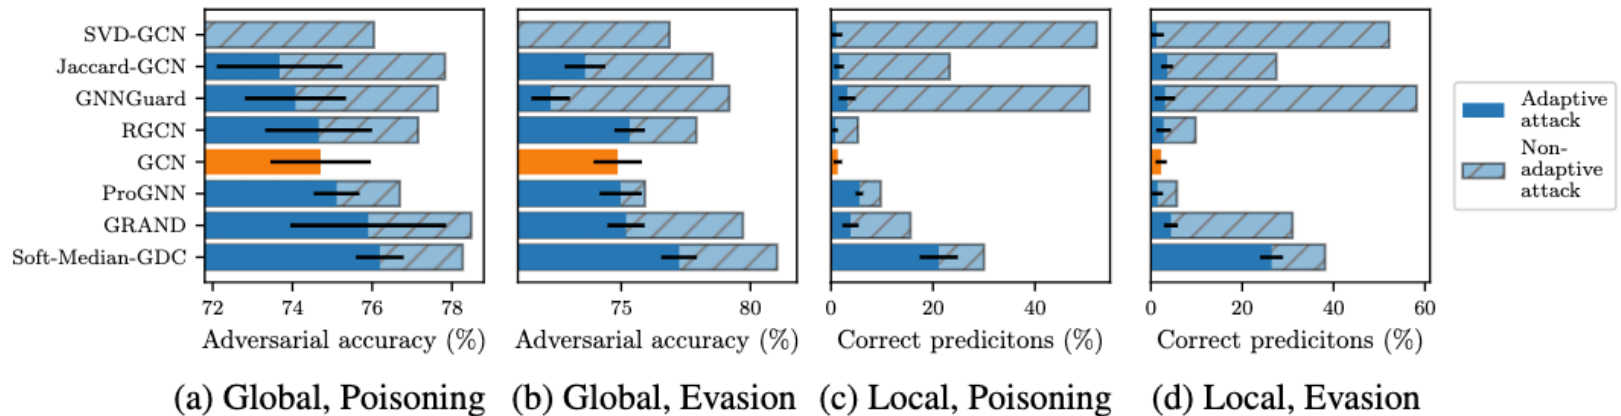 SVD-GCN
Jaccard-GCN
GNNGuard
RGCN
GCN
ProGNN
GRAND
Soft-Median-GDC
72 74 76 78
Adversarial accuracy (%)
75 80
Adversarial accuracy (%)
0 20 40
Correct predicitons (%)
0 20 40 60
Correct predicitons (%)
Adaptive
attack
Non-
adaptive
attack
(a) Global, Poisoning
(b) Global, Evasion
(c) Local, Poisoning
(d) Local, Evasion